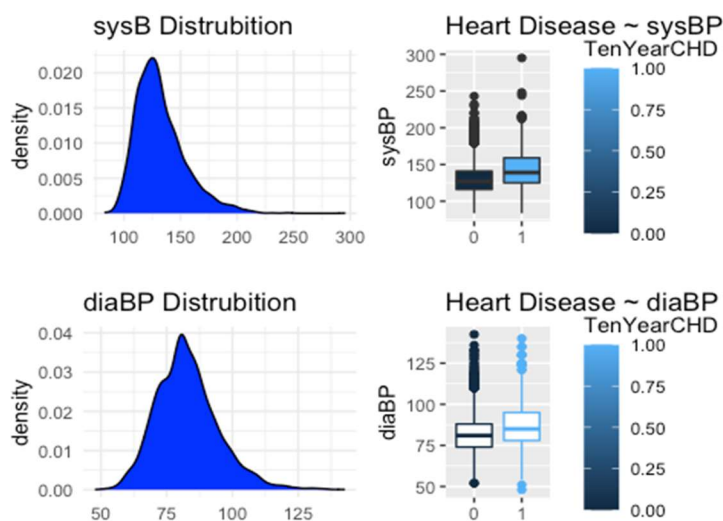 sysB Distrubition
density
0.020
0.015
0.010
0.005
0.000
100 150 200 250 300
Heart Disease ~ sysBP
TenYearCHD
sysBP
300
250
200
150
100
0 1
1.00
0.75
0.50
0.25
0.00
diaBP Distrubition
density
0.04
0.03
0.02
0.01
0.00
50 75 100 125
Heart Disease ~ diaBP
TenYearCHD
diaBP
125
100
75
50
0 1
1.00
0.75
0.50
0.25
0.00